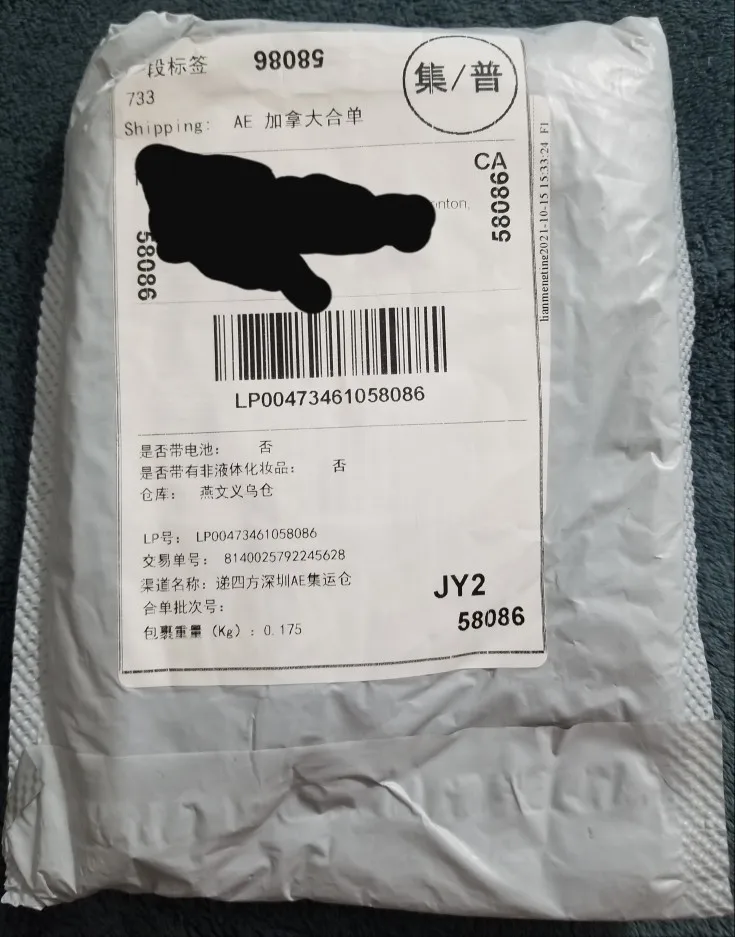 段标签
58086
集/普
733
Shipping: AE 加拿大合单
CA
58086
nton,
58086
hanmengting2021-10-15 15:33:24 F1
LP00473461058086
是否带电池: 否
是否带有非液体化妆品: 否
仓库: 燕文义乌仓
LP号: LP00473461058086
交易单号: 8140025792245628
渠道名称: 递四方深圳AE集运仓
合单批次号:
包裹重量 (Kg) : 0.175
JY2
58086